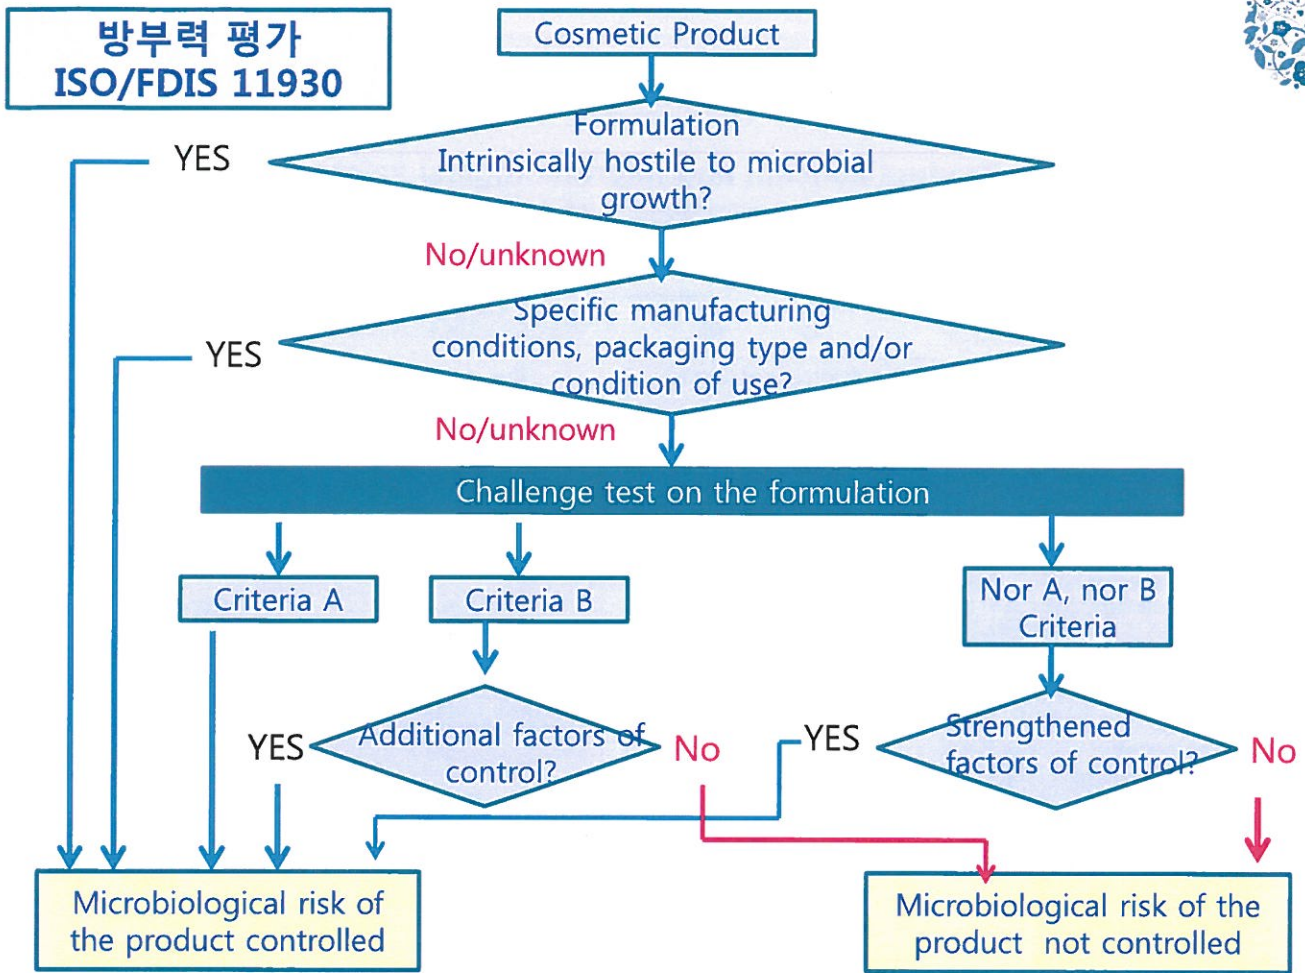 방부력 평가
ISO/FDIS 11930
Cosmetic Product
Formulation
Intrinsically hostile to microbial
growth?
YES
No/unknown
Specific manufacturing
conditions, packaging type and/or
condition of use?
YES
No/unknown
Challenge test on the formulation
Criteria A
Criteria B
Nor A, nor B
Criteria
YES
Additional factors of
control?
No
YES
Strengthened
factors of control?
No
Microbiological risk of
the product controlled
Microbiological risk of the
product not controlled